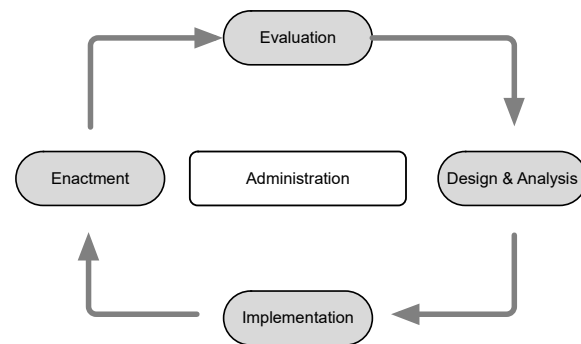 Evaluation
Enactment
Administration
Design & Analysis
Implementation